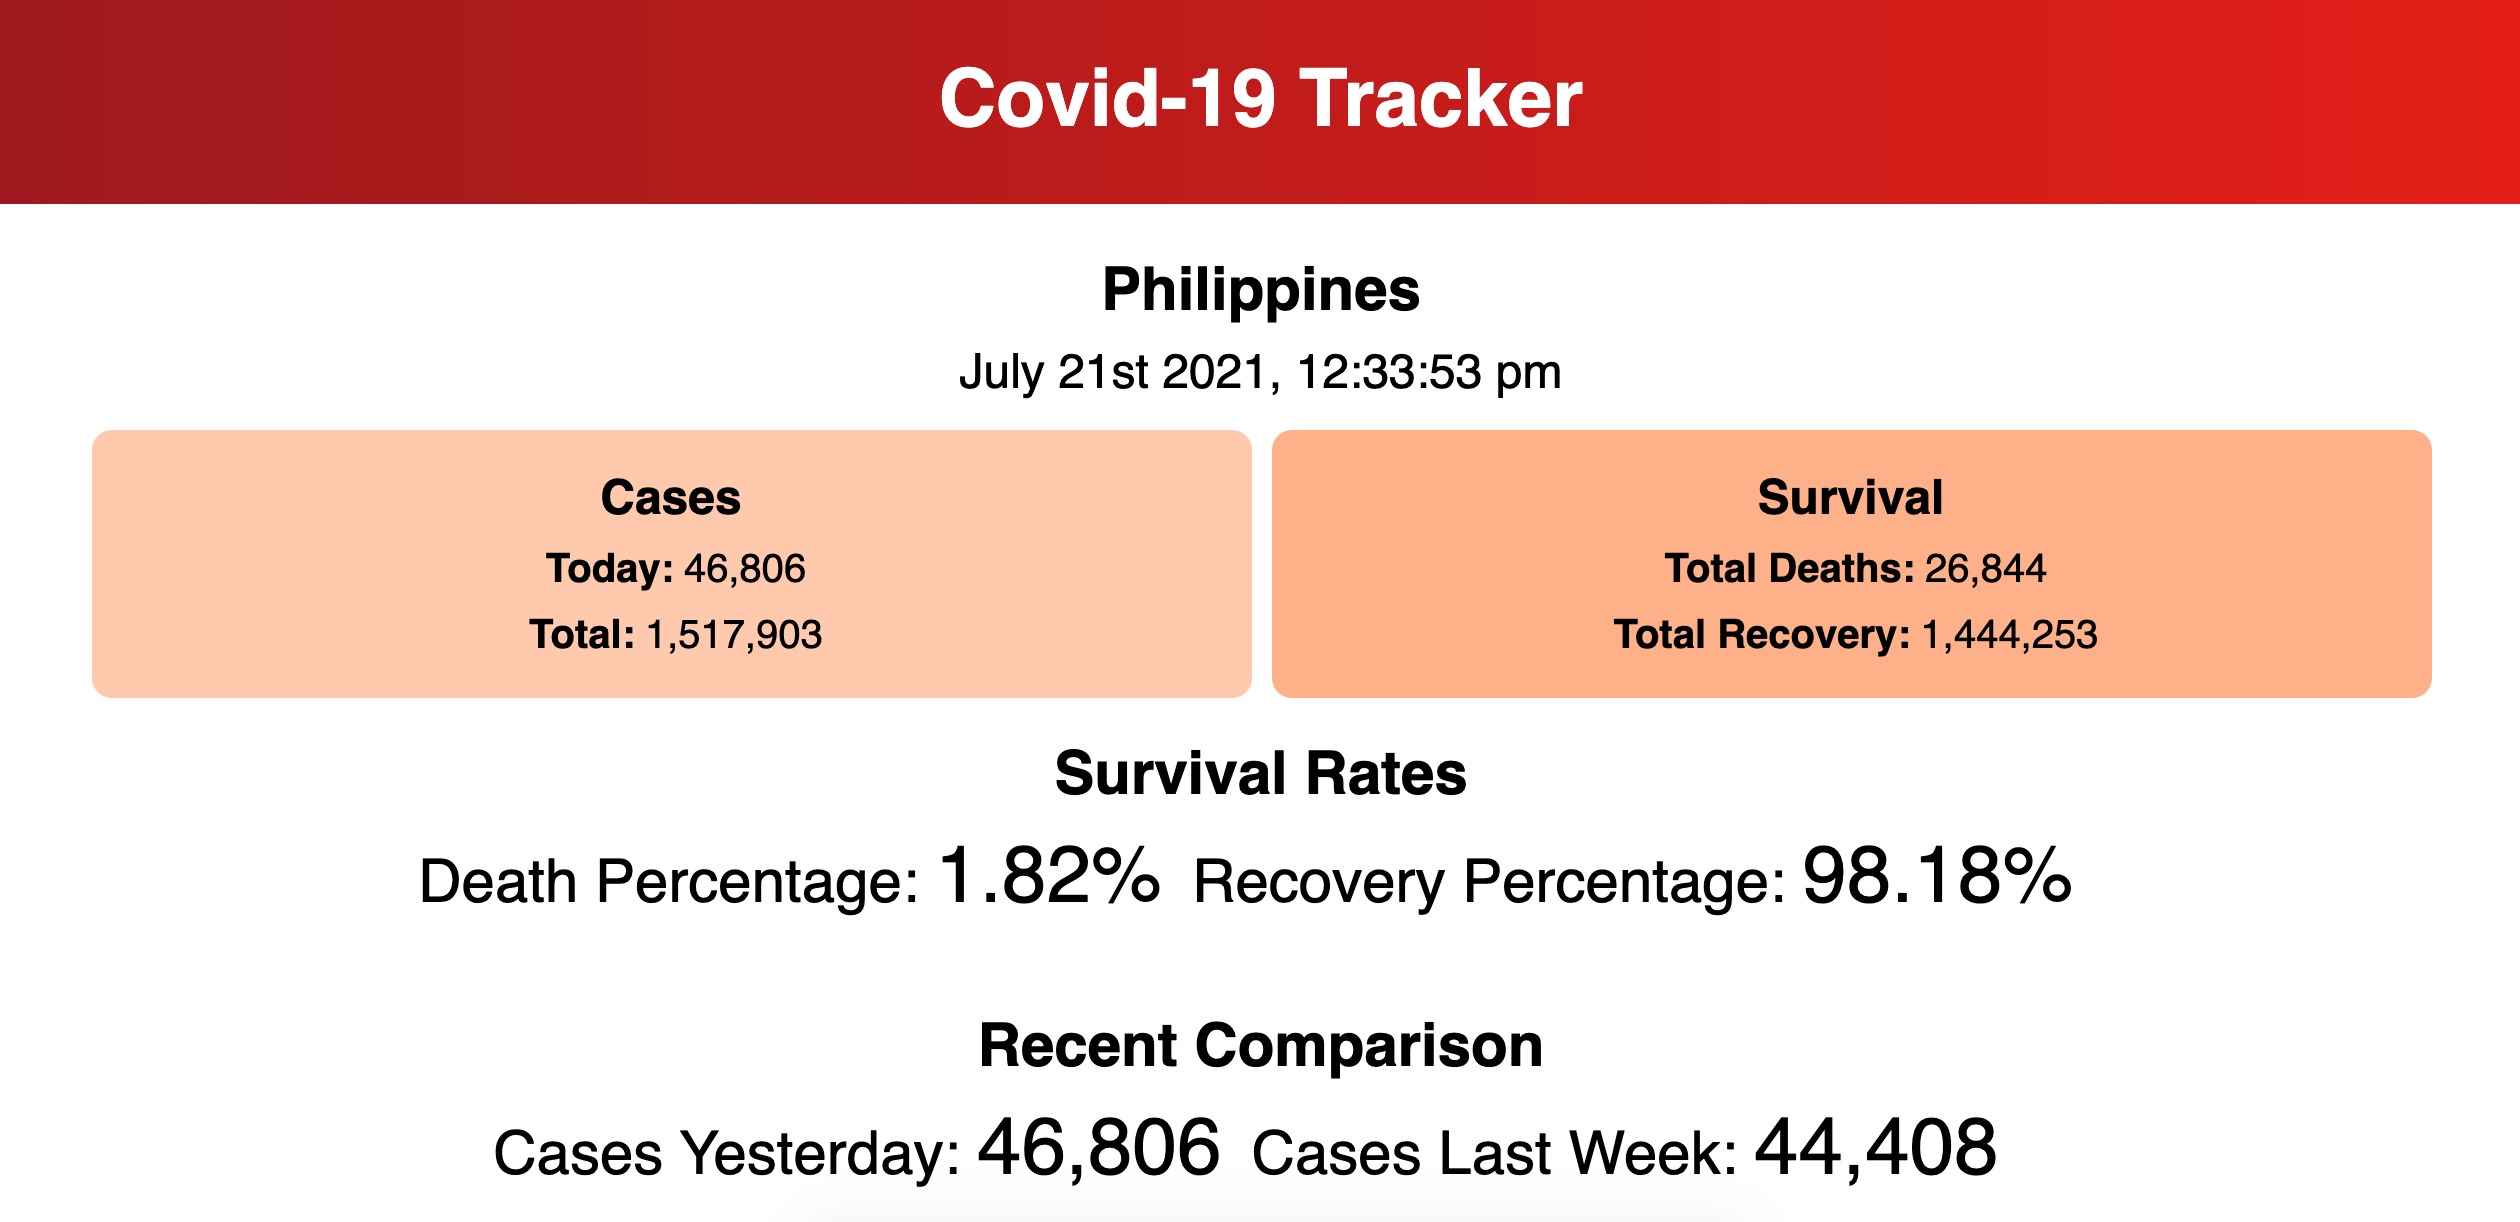 Covid-19 Tracker
Philippines
July 21st 2021, 12:33:53 pm
Cases
Today: 46,806
Total: 1,517,903
Survival
Total Deaths: 26,844
Total Recovery: 1,444,253
Survival Rates
Death Percentage: 1.82% Recovery Percentage: 98.18%
Recent Comparison
Cases Yesterday: 46,806 Cases Last Week: 44,408